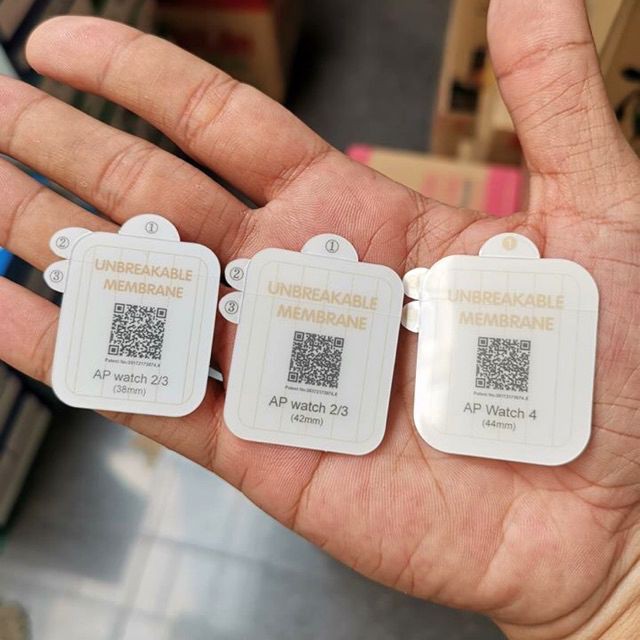 ①
②
③
UNBREAKABLE
MEMBRANE
AP watch 2/3
(38mm)
①
②
③
UNBREAKABLE
MEMBRANE
AP watch 2/3
(42mm)
①
UNBREAKABLE
MEMBRANE
AP Watch 4
(44mm)